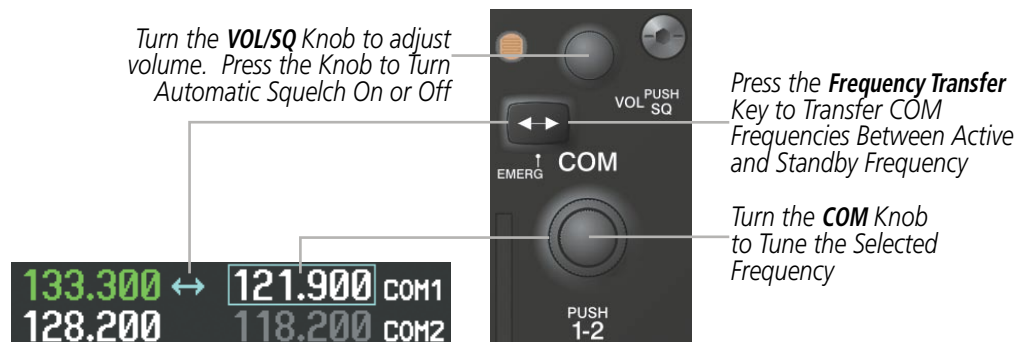 Turn the VOL/SQ Knob to adjust
volume. Press the Knob to Turn
Automatic Squelch On or Off
VOL PUSH SQ
Press the Frequency Transfer
Key to Transfer COM
Frequencies Between Active
and Standby Frequency
EMERG
COM
Turn the COM Knob
to Tune the Selected
Frequency
133.300 ↔ 121.900 COM1
128.200 118.200 COM2
PUSH
1-2